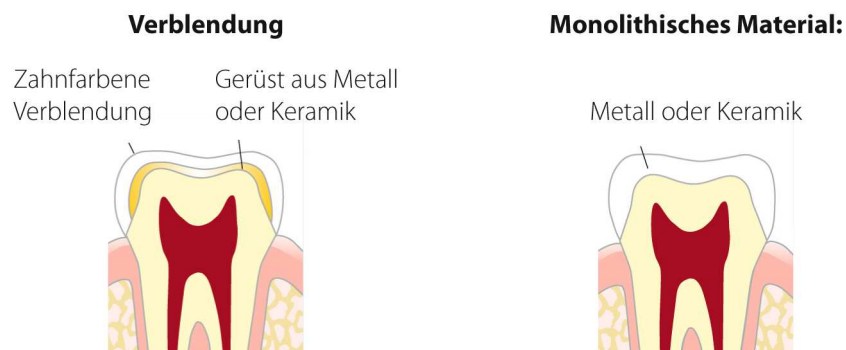 Verblendung
Zahnfarbene
Verblendung
Gerüst aus Metall
oder Keramik
Monolithisches Material:
Metall oder Keramik